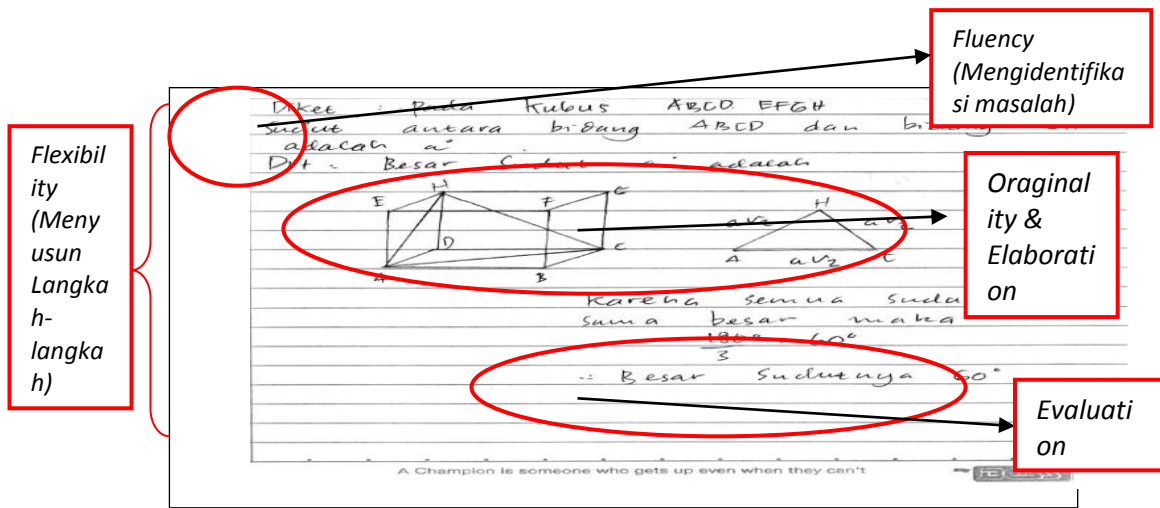 Fluency
(Mengidentifika
si masalah)
Flexibil
ity
(Meny
usun
Langka
h-
langka
h)
Diket : Pada Kubus ABCD EFGH
Sudut antara bidang ABCD dan
adalah a°
Dit : Besar Sudut a° adalah
H G
E F
D C
A B
H
a√2 a√2
A a√2 C
Oraginal
ity &
Elaborati
on
Karena semua suda
sama besar maka
180° 60°
3
∴ Besar Sudutnya 60°
Evaluati
on
A Champion is someone who gets up even when they can't